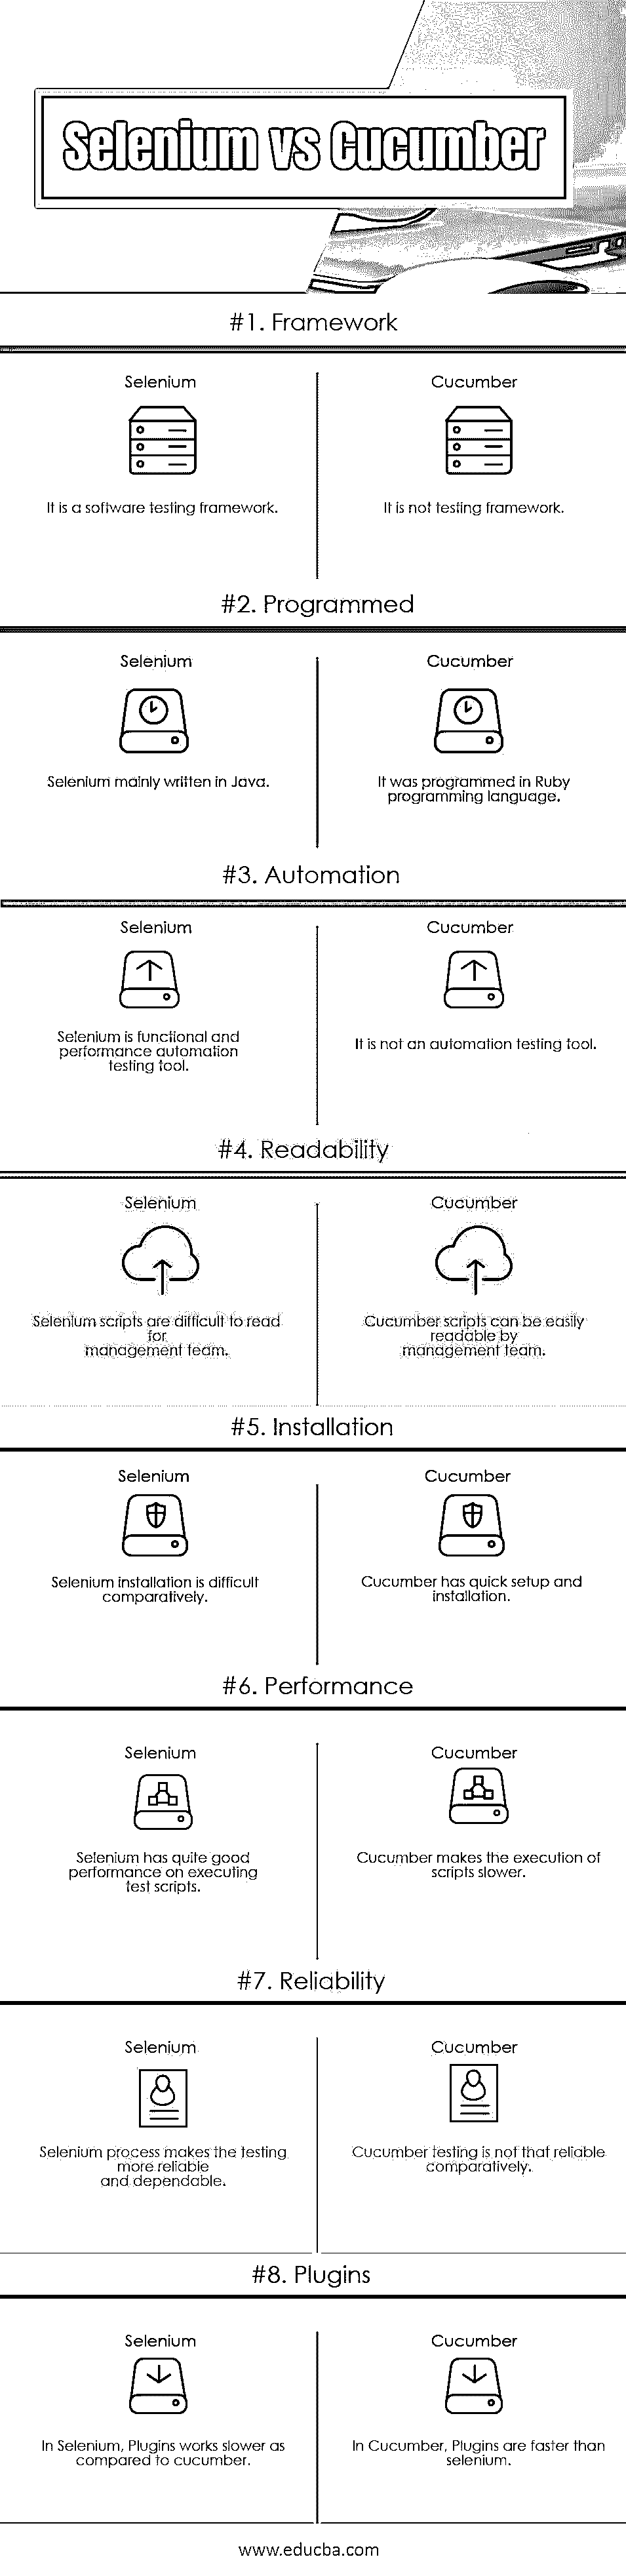 Selenium vs Cucumber
#1. Framework
Selenium
Cucumber
It is a software testing framework.
It is not testing framework.
#2. Programmed
Selenium
Cucumber
Selenium mainly written in Java.
It was programmed in Ruby
programming language.
#3. Automation
Selenium
Cucumber
Selenium is functional and
performance automation
testing tool.
It is not an automation testing tool.
#4. Readability
Selenium
Cucumber
Selenium scripts are difficult to read
for
management team.
Cucumber scripts can be easily
readable by
management team.
#5. Installation
Selenium
Cucumber
Selenium installation is difficult
comparatively.
Cucumber has quick setup and
installation.
#6. Performance
Selenium
Cucumber
Selenium has quite good
performance on executing
test scripts.
Cucumber makes the execution of
scripts slower.
#7. Reliability
Selenium
Cucumber
Selenium process makes the testing
more reliable
and dependable.
Cucumber testing is not that reliable
comparatively.
#8. Plugins
Selenium
Cucumber
In Selenium, Plugins works slower as
compared to cucumber.
In Cucumber, Plugins are faster than
selenium.
www.educba.com